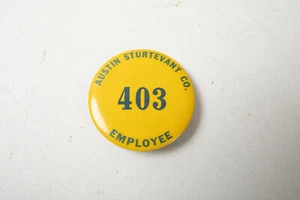 AUSTIN STURTEVANT CO.
403
EMPLOYEE